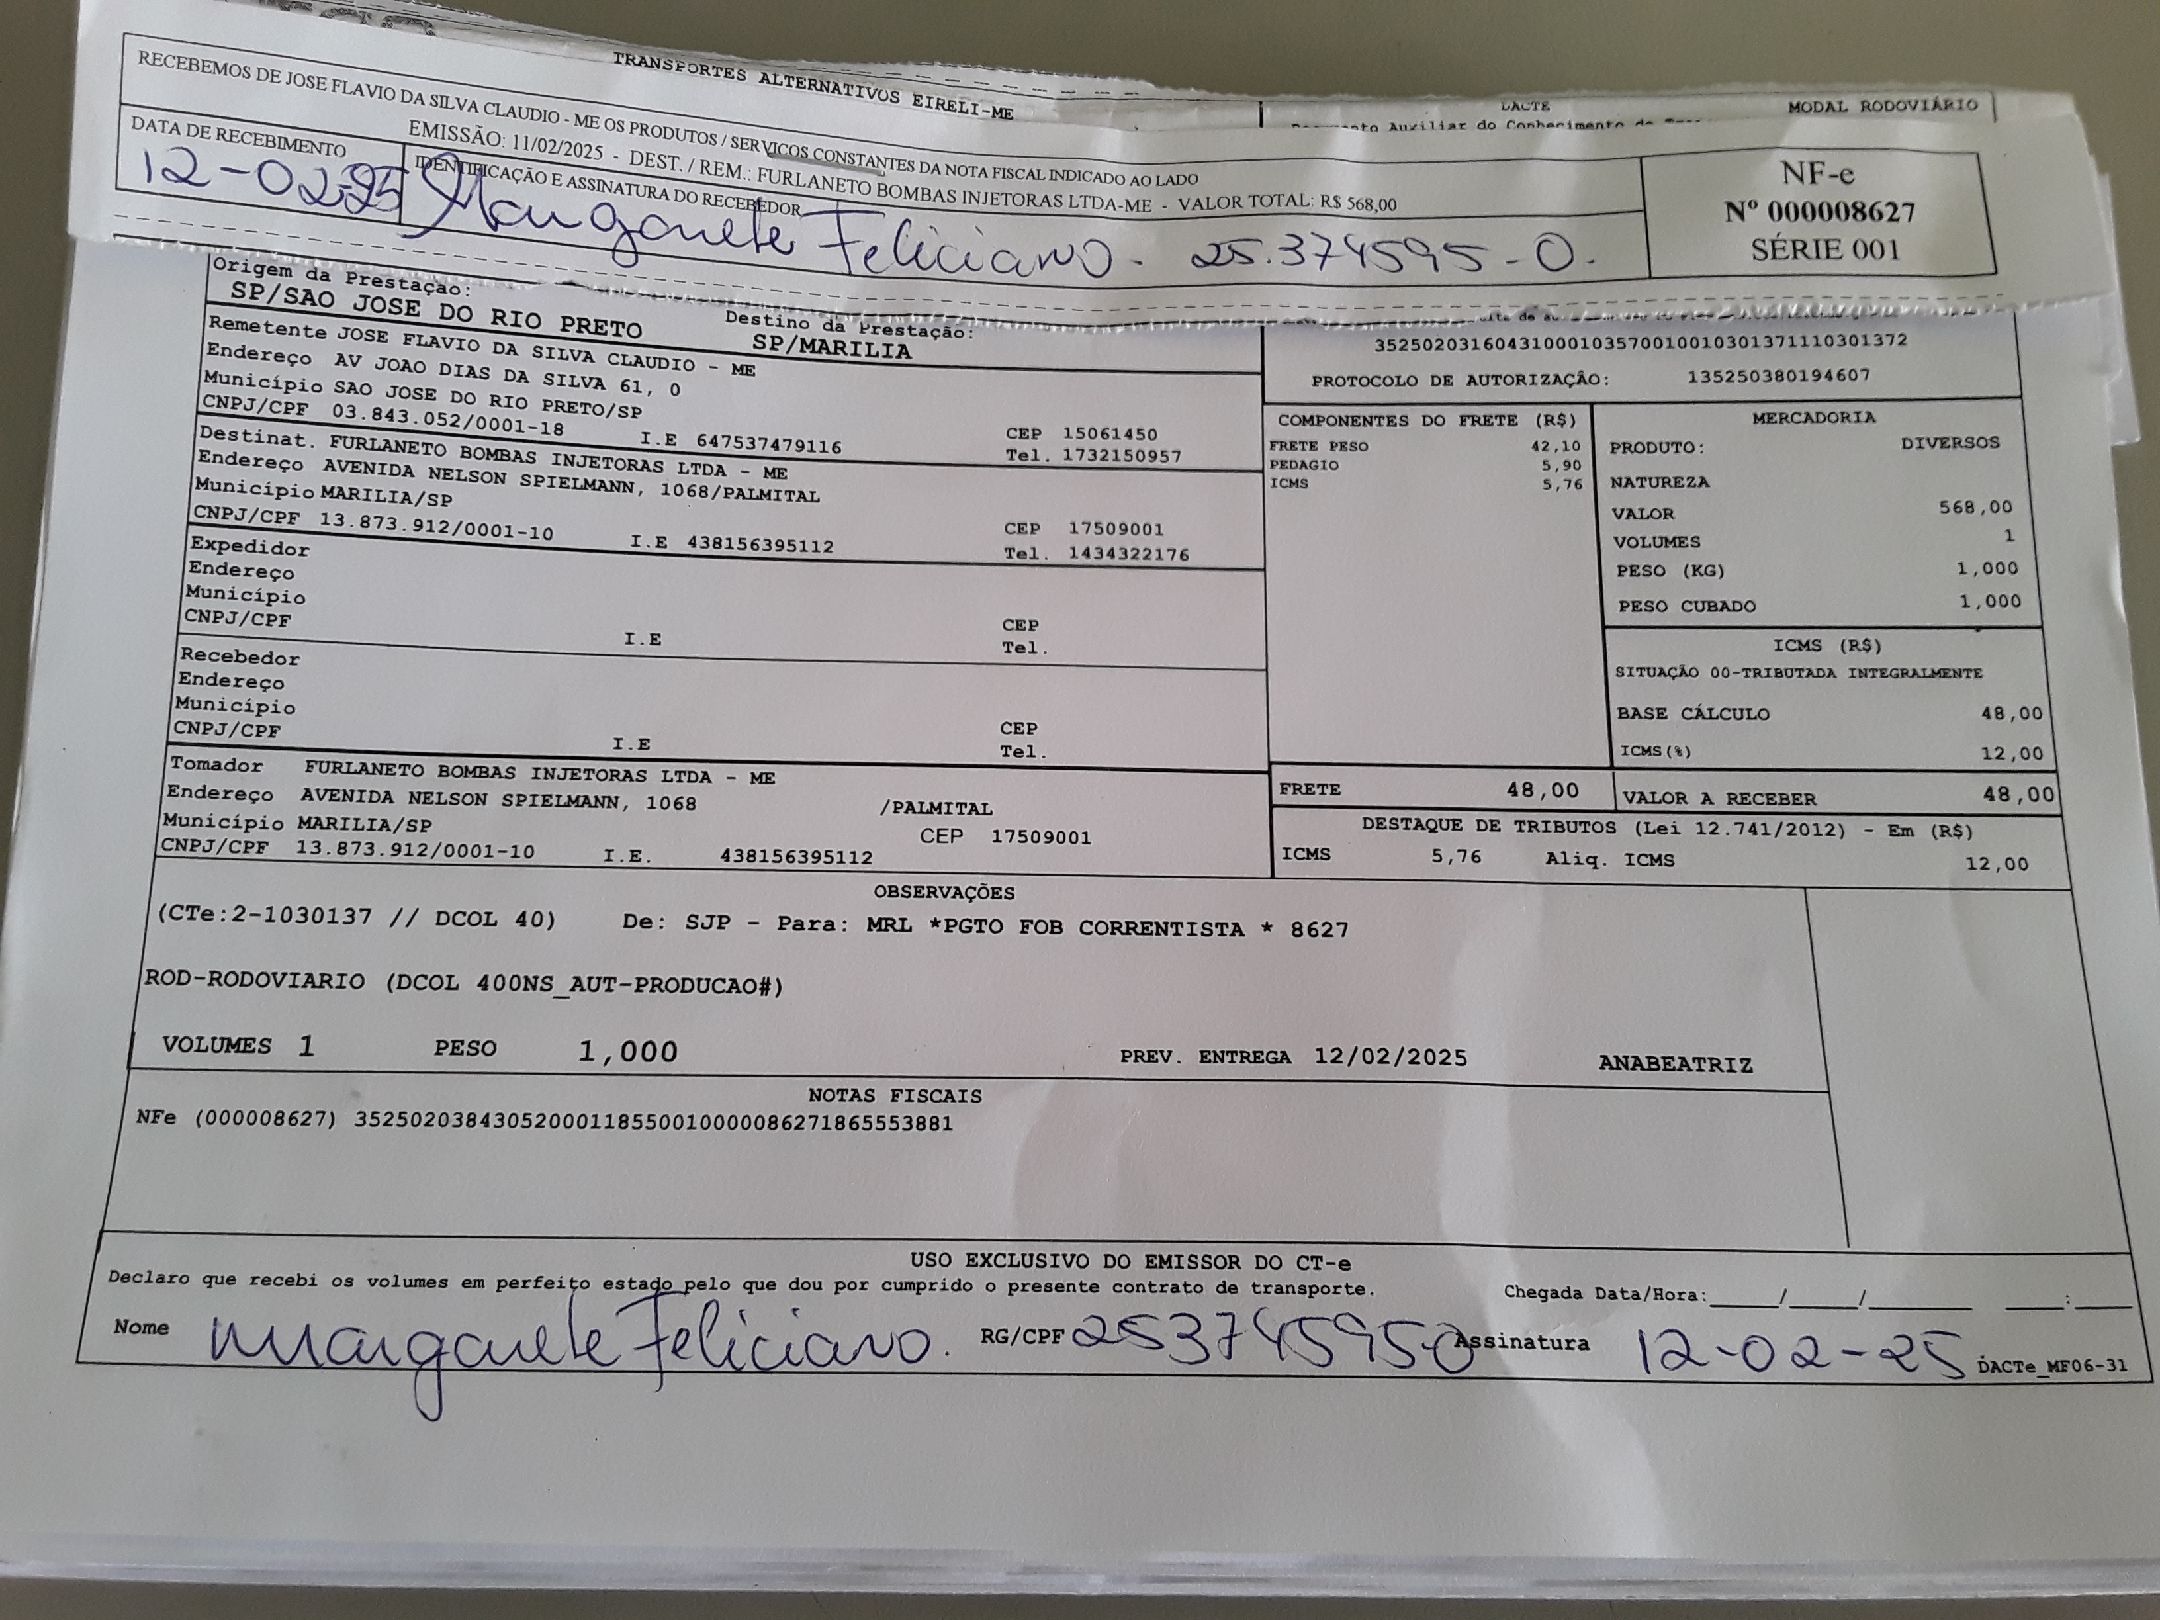 TRANSPORTES ALTERNATIVOS EIRELI-ME
DACTE
MODAL RODOVIÁRIO
Auxiliar do Conhecimento de
RECEBEMOS DE JOSE FLAVIO DA SILVA CLAUDIO - ME OS PRODUTOS / SERVICOS CONSTANTES DA NOTA FISCAL INDICADO AO LADO
EMISSÃO: 11/02/2025 - DEST. / REM.: FURLANETO BOMBAS INJETORAS LTDA-ME - VALOR TOTAL: R$ 568,00
DATA DE RECEBIMENTO
12-02-25
IDENTIFICAÇÃO E ASSINATURA DO RECEBEDOR
Margarete Feliciano - 25.374595-0.
NF-e
Nº 000008627
SÉRIE 001
Origem da Prestação:
SP/SAO JOSE DO RIO PRETO
Destino da Prestação:
SP/MARILIA
Remetente JOSE FLAVIO DA SILVA CLAUDIO - ME
Endereço AV JOAO DIAS DA SILVA 61, 0
Município SAO JOSE DO RIO PRETO/SP
CEP 15061450
CNPJ/CPF 03.843.052/0001-18 I.E 647537479116
Tel. 1732150957
Destinat. FURLANETO BOMBAS INJETORAS LTDA - ME
Endereço AVENIDA NELSON SPIELMANN, 1068/PALMITAL
Município MARILIA/SP
CEP 17509001
CNPJ/CPF 13.873.912/0001-10 I.E 438156395112
Tel. 1434322176
Expedidor
Endereço
Município
CEP
CNPJ/CPF I.E
Tel.
Recebedor
Endereço
Município
CEP
CNPJ/CPF I.E
Tel.
Tomador FURLANETO BOMBAS INJETORAS LTDA - ME
Endereço AVENIDA NELSON SPIELMANN, 1068 /PALMITAL
Município MARILIA/SP CEP 17509001
CNPJ/CPF 13.873.912/0001-10 I.E. 438156395112
35250203160431000103570010010301371110301372
PROTOCOLO DE AUTORIZAÇÂO: 135250380194607
COMPONENTES DO FRETE (R$)
FRETE PESO 42,10
PEDAGIO 5,90
ICMS 5,76
MERCADORIA
PRODUTO: DIVERSOS
NATUREZA
VALOR 568,00
VOLUMES 1
PESO (KG) 1,000
PESO CUBADO 1,000
ICMS (R$)
SITUAÇÃO 00-TRIBUTADA INTEGRALMENTE
BASE CÁLCULO 48,00
ICMS(%) 12,00
FRETE 48,00
VALOR A RECEBER 48,00
DESTAQUE DE TRIBUTOS (Lei 12.741/2012) - Em (R$)
ICMS 5,76 Aliq. ICMS 12,00
OBSERVAÇÕES
(CTe:2-1030137 // DCOL 40) De: SJP - Para: MRL *PGTO FOB CORRENTISTA * 8627
ROD-RODOVIARIO (DCOL 400NS_AUT-PRODUCAO#)
VOLUMES 1 PESO 1,000 PREV. ENTREGA 12/02/2025 ANABEATRIZ
NOTAS FISCAIS
NFe (000008627) 35250203843052000118550010000086271865553881
USO EXCLUSIVO DO EMISSOR DO CT-e
Declaro que recebi os volumes em perfeito estado pelo que dou por cumprido o presente contrato de transporte.
Chegada Data/Hora:____/____/______ ___:___
Nome Margarete Feliciano. RG/CPF 253745950 Assinatura 12-02-25 DACTe_MF06-31